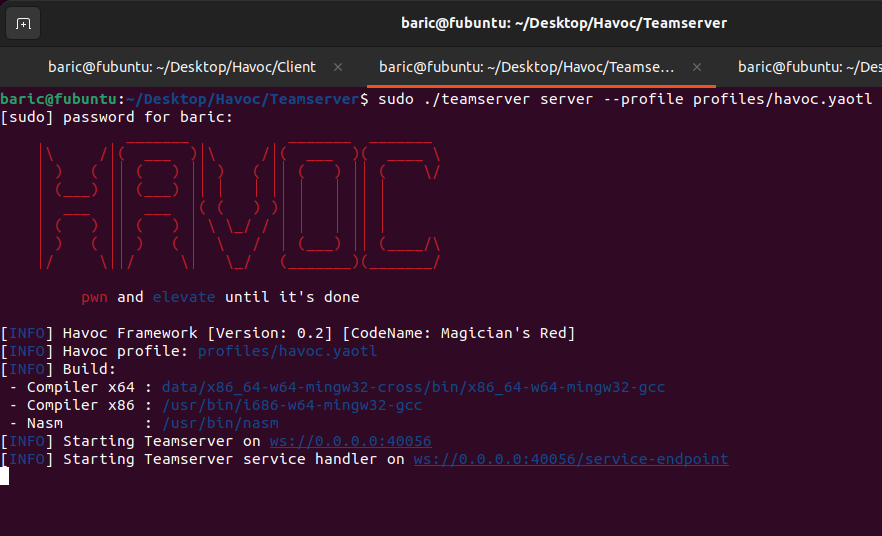 baric@fubuntu: ~/Desktop/Havoc/Teamserver
baric@fubuntu: ~/Desktop/Havoc/Client × baric@fubuntu: ~/Desktop/Havoc/Teamse… × baric@fubuntu: ~/Des
baric@fubuntu:~/Desktop/Havoc/Teamserver$ sudo ./teamserver server --profile profiles/havoc.yaotl
[sudo] password for baric:
HAVOC
pwn and elevate until it's done
[INFO] Havoc Framework [Version: 0.2] [CodeName: Magician's Red]
[INFO] Havoc profile: profiles/havoc.yaotl
[INFO] Build:
- Compiler x64 : data/x86_64-w64-mingw32-cross/bin/x86_64-w64-mingw32-gcc
- Compiler x86 : /usr/bin/i686-w64-mingw32-gcc
- Nasm : /usr/bin/nasm
[INFO] Starting Teamserver on ws://0.0.0.0:40056
[INFO] Starting Teamserver service handler on ws://0.0.0.0:40056/service-endpoint